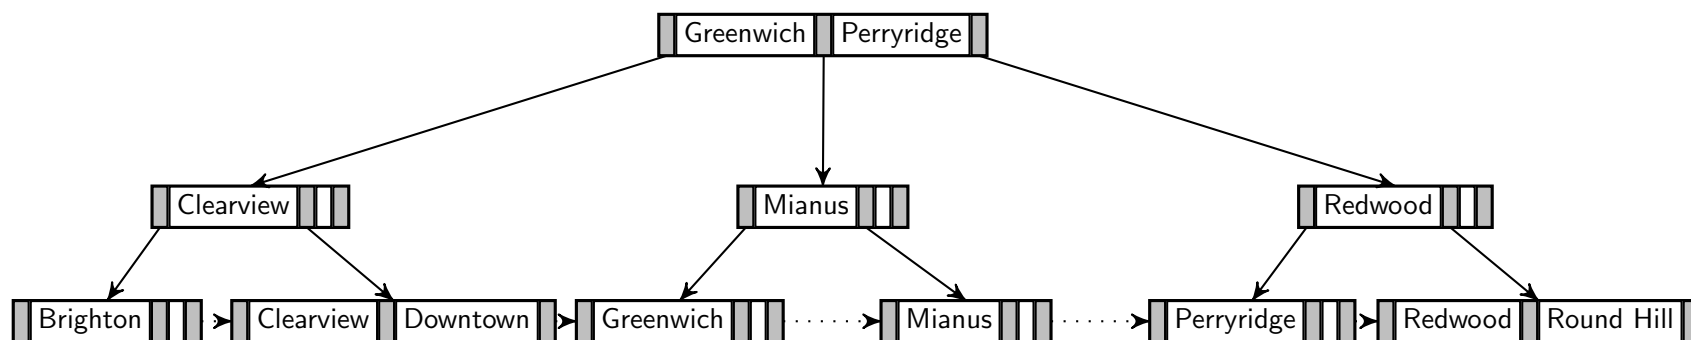 Greenwich Perryridge
Clearview Mianus Redwood
Brighton Clearview Downtown Greenwich Mianus Perryridge Redwood Round Hill